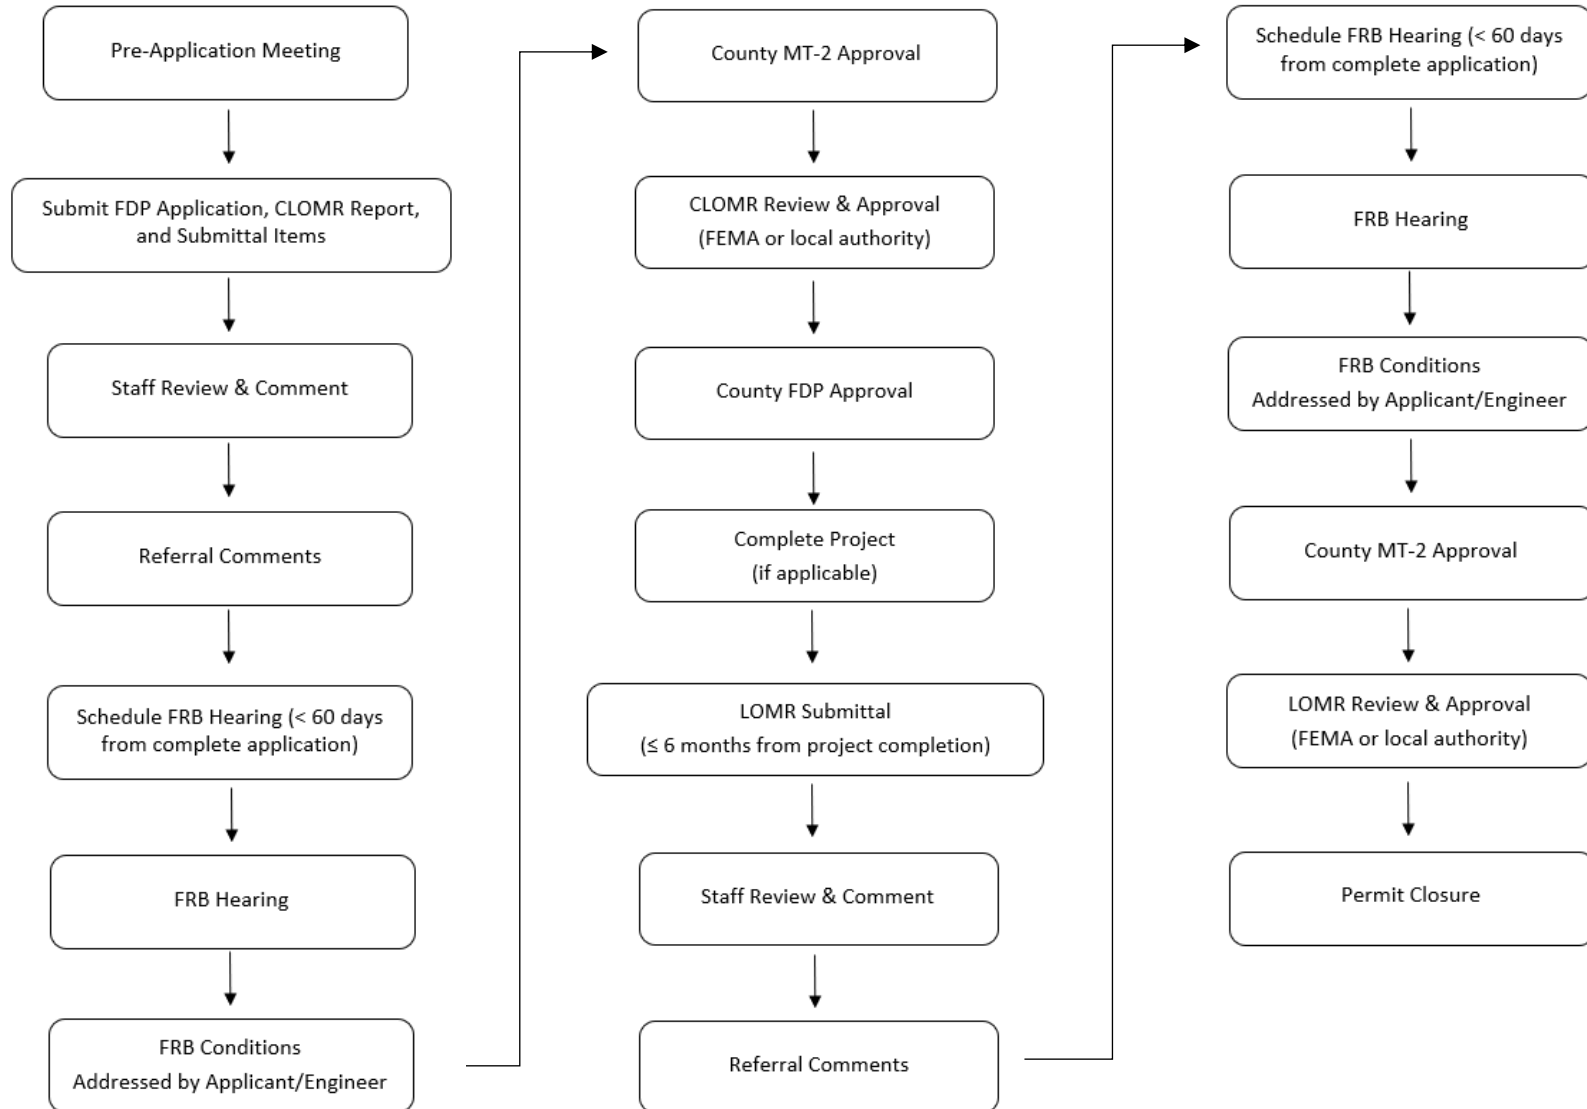 Pre-Application Meeting
Submit FDP Application, CLOMR Report,
and Submittal Items
Staff Review & Comment
Referral Comments
Schedule FRB Hearing (< 60 days
from complete application)
FRB Hearing
FRB Conditions
Addressed by Applicant/Engineer
County MT-2 Approval
CLOMR Review & Approval
(FEMA or local authority)
County FDP Approval
Complete Project
(if applicable)
LOMR Submittal
(≤ 6 months from project completion)
Staff Review & Comment
Referral Comments
Schedule FRB Hearing (< 60 days
from complete application)
FRB Hearing
FRB Conditions
Addressed by Applicant/Engineer
County MT-2 Approval
LOMR Review & Approval
(FEMA or local authority)
Permit Closure